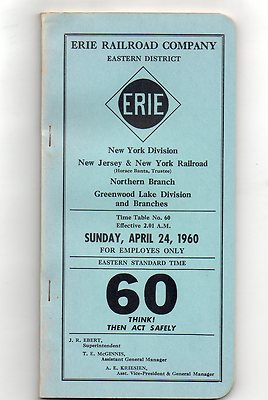 ERIE RAILROAD COMPANY
EASTERN DISTRICT
ERIE
New York Division
New Jersey & New York Railroad
(Horace Banta, Trustee)
Northern Branch
Greenwood Lake Division
and Branches
Time Table No. 60
Effective 2.01 A.M.
SUNDAY, APRIL 24, 1960
FOR EMPLOYES ONLY
EASTERN STANDARD TIME
60
THINK!
THEN ACT SAFELY
J. R. EBERT,
Superintendent
T. E. McGINNIS,
Assistant General Manager
A. E. KRIESIEN,
Asst. Vice-President & General Manager